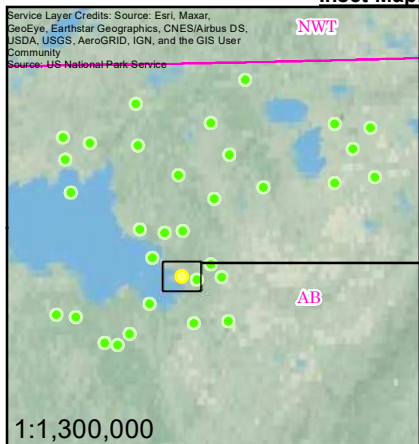 Inset Map
Service Layer Credits: Source: Esri, Maxar,
GeoEye, Earthstar Geographics, CNES/Airbus DS,
USDA, USGS, AeroGRID, IGN, and the GIS User
Community
Source: US National Park Service
NWT
AB
1:1,300,000